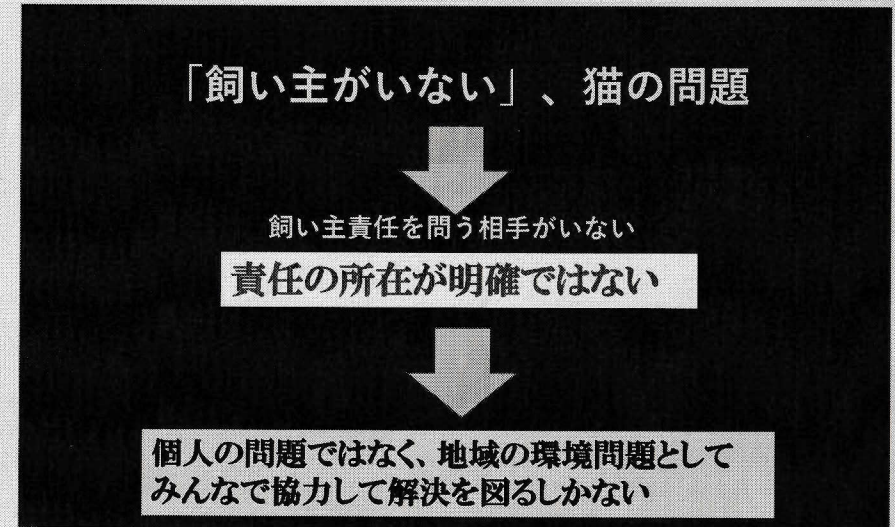 「飼い主がいない」、猫の問題
飼い主責任を問う相手がいない
責任の所在が明確ではない
個人の問題ではなく、地域の環境問題として
みんなで協力して解決を図るしかない